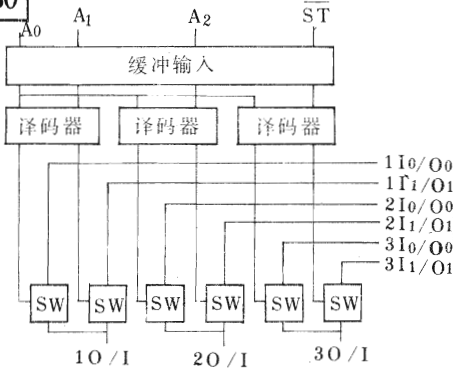 A0 A1 A2 S̅T̅
缓冲输入
译码器 译码器 译码器
1I0/O0
1I1/O1
2I0/O0
2I1/O1
3I0/O0
3I1/O1
SW SW SW SW SW SW
1O/I 2O/I 3O/I